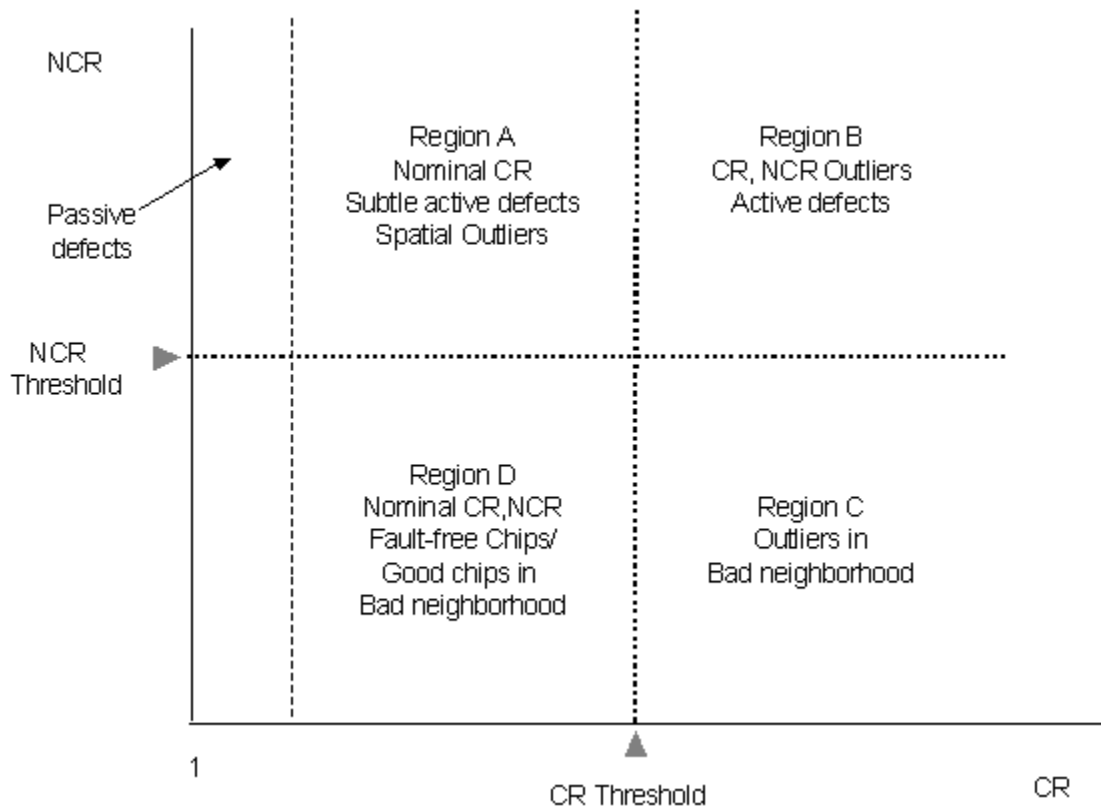 NCR
Region A
Nominal CR
Subtle active defects
Spatial Outliers
Region B
CR, NCR Outliers
Active defects
Passive
defects
NCR
Threshold
Region D
Nominal CR,NCR
Fault-free Chips/
Good chips in
Bad neighborhood
Region C
Outliers in
Bad neighborhood
1
CR Threshold
CR